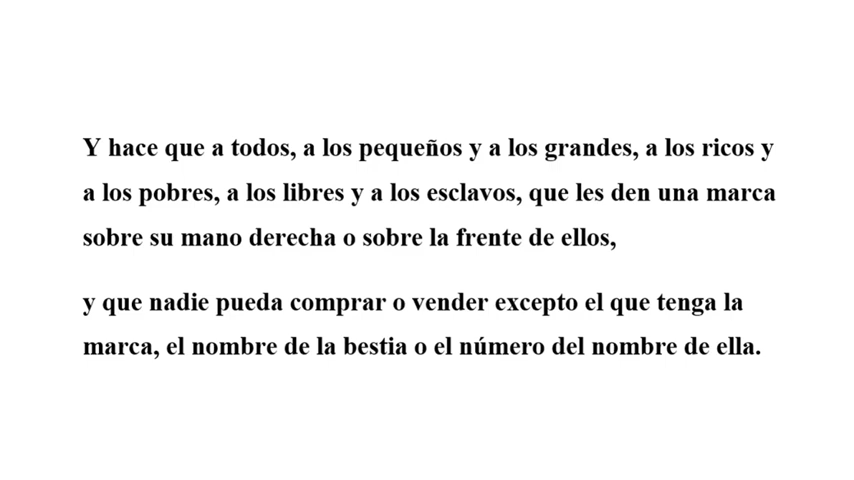 Y hace que a todos, a los pequeños y a los grandes, a los ricos y
a los pobres, a los libres y a los esclavos, que les den una marca
sobre su mano derecha o sobre la frente de ellos,
y que nadie pueda comprar o vender excepto el que tenga la
marca, el nombre de la bestia o el número del nombre de ella.